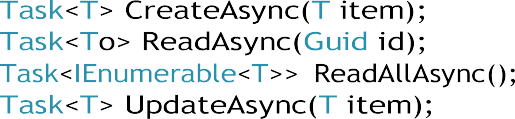 Task<T> CreateAsync(T item);
Task<To> ReadAsync(Guid id);
Task<IEnumerable<T>> ReadAllAsync();
Task<T> UpdateAsync(T item);